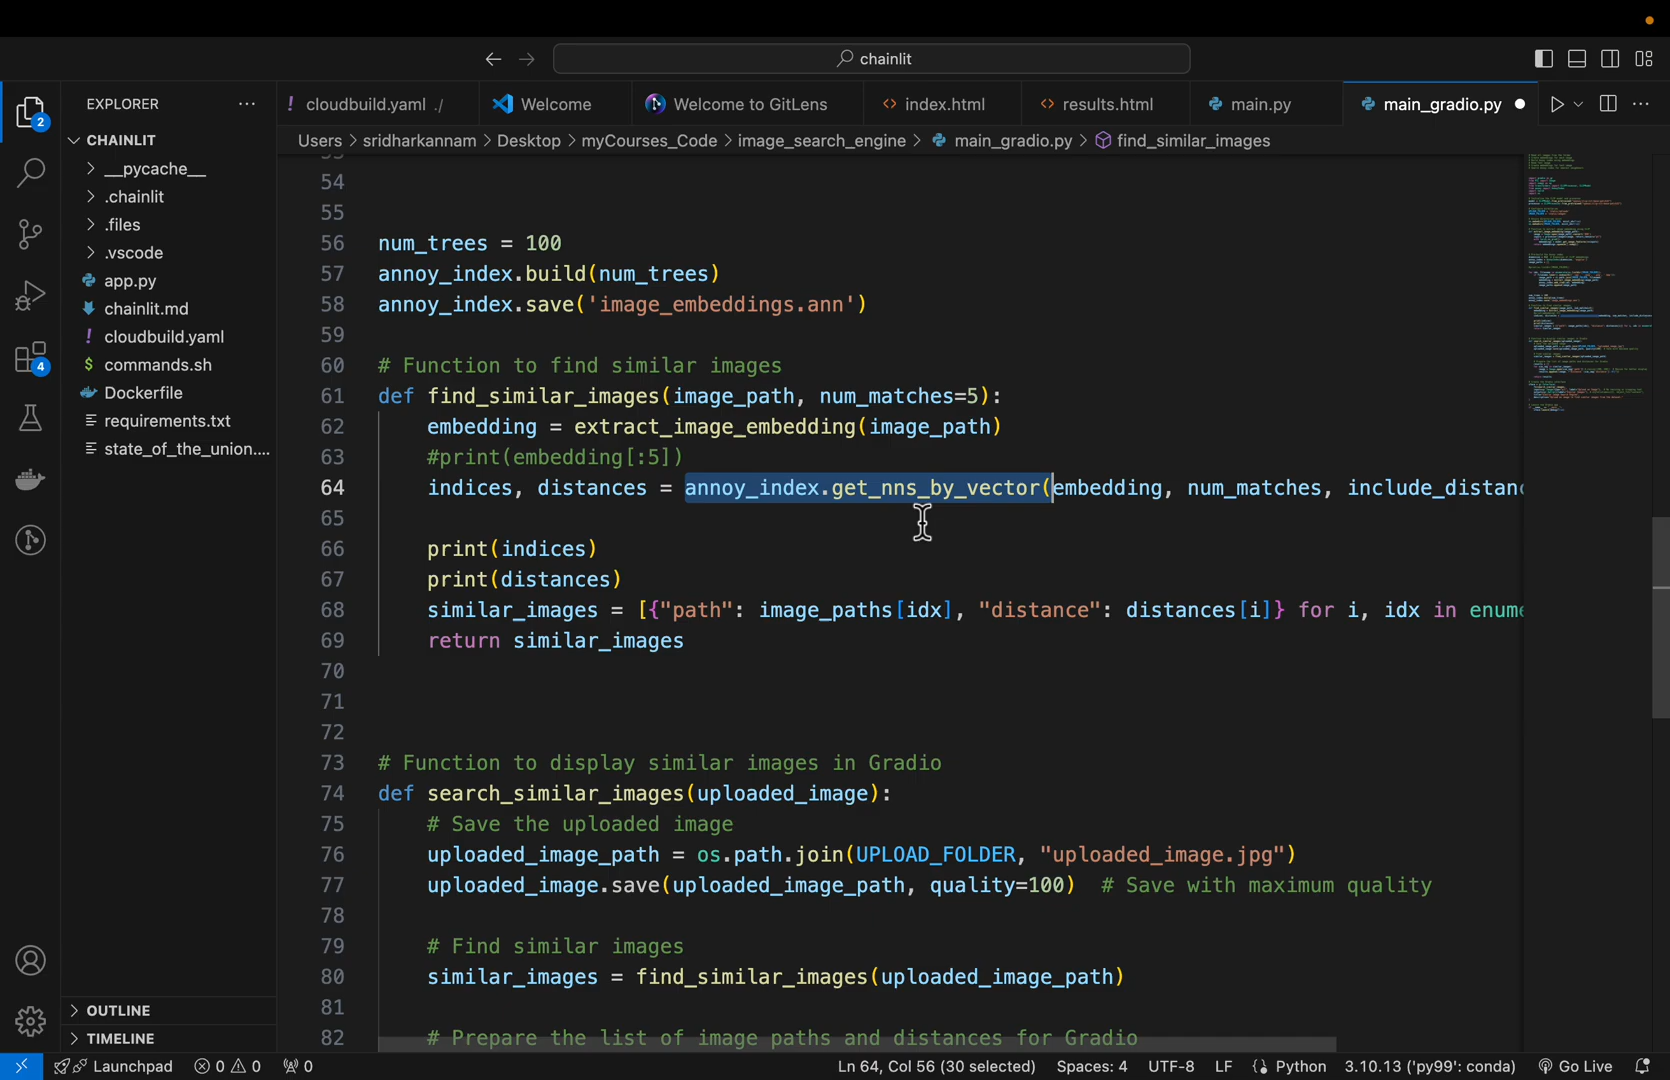 chainlit
EXPLORER
cloudbuild.yaml ./
Welcome
Welcome to GitLens
index.html
results.html
main.py
main_gradio.py
Users > sridharkannam > Desktop > myCourses_Code > image_search_engine > main_gradio.py > find_similar_images
CHAINLIT
__pycache__
.chainlit
.files
.vscode
app.py
chainlit.md
cloudbuild.yaml
commands.sh
Dockerfile
requirements.txt
state_of_the_union....
OUTLINE
TIMELINE
2
4
54
55
56 num_trees = 100
57 annoy_index.build(num_trees)
58 annoy_index.save('image_embeddings.ann')
59
60 # Function to find similar images
61 def find_similar_images(image_path, num_matches=5):
62 embedding = extract_image_embedding(image_path)
63 #print(embedding[:5])
64 indices, distances = annoy_index.get_nns_by_vector(embedding, num_matches, include_distanc
65
66 print(indices)
67 print(distances)
68 similar_images = [{"path": image_paths[idx], "distance": distances[i]} for i, idx in enume
69 return similar_images
70
71
72
73 # Function to display similar images in Gradio
74 def search_similar_images(uploaded_image):
75 # Save the uploaded image
76 uploaded_image_path = os.path.join(UPLOAD_FOLDER, "uploaded_image.jpg")
77 uploaded_image.save(uploaded_image_path, quality=100) # Save with maximum quality
78
79 # Find similar images
80 similar_images = find_similar_images(uploaded_image_path)
81
82 # Prepare the list of image paths and distances for Gradio
Launchpad 0 0 0 Ln 64, Col 56 (30 selected) Spaces: 4 UTF-8 LF Python 3.10.13 ('py99': conda) Go Live